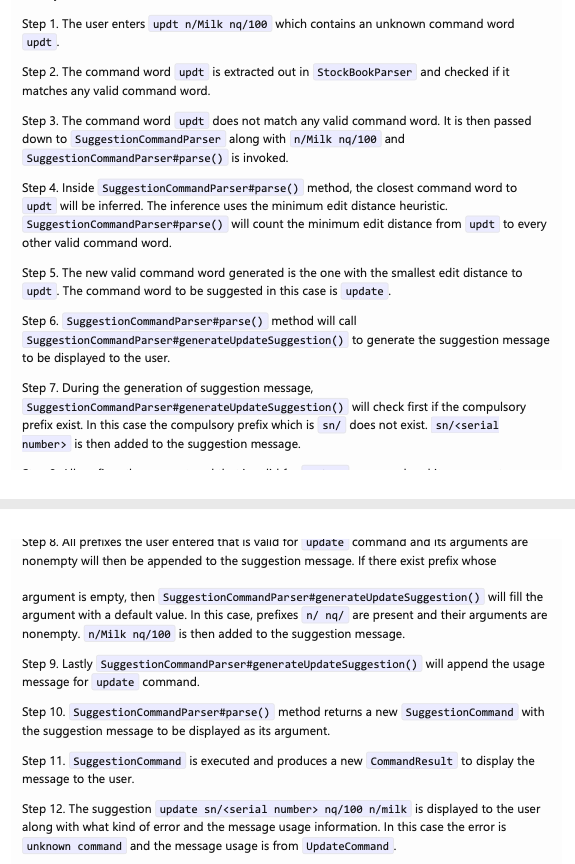 Step 1. The user enters updt n/Milk nq/100 which contains an unknown command word
updt .
Step 2. The command word updt is extracted out in StockBookParser and checked if it
matches any valid command word.
Step 3. The command word updt does not match any valid command word. It is then passed
down to SuggestionCommandParser along with n/Milk nq/100 and
SuggestionCommandParser#parse() is invoked.
Step 4. Inside SuggestionCommandParser#parse() method, the closest command word to
updt will be inferred. The inference uses the minimum edit distance heuristic.
SuggestionCommandParser#parse() will count the minimum edit distance from updt to every
other valid command word.
Step 5. The new valid command word generated is the one with the smallest edit distance to
updt . The command word to be suggested in this case is update .
Step 6. SuggestionCommandParser#parse() method will call
SuggestionCommandParser#generateUpdateSuggestion() to generate the suggestion message
to be displayed to the user.
Step 7. During the generation of suggestion message,
SuggestionCommandParser#generateUpdateSuggestion() will check first if the compulsory
prefix exist. In this case the compulsory prefix which is sn/ does not exist. sn/<serial
number> is then added to the suggestion message.
Step 8. All prefixes the user entered that is valid for update command and its arguments are
nonempty will then be appended to the suggestion message. If there exist prefix whose
argument is empty, then SuggestionCommandParser#generateUpdateSuggestion() will fill the
argument with a default value. In this case, prefixes n/ nq/ are present and their arguments are
nonempty. n/Milk nq/100 is then added to the suggestion message.
Step 9. Lastly SuggestionCommandParser#generateUpdateSuggestion() will append the usage
message for update command.
Step 10. SuggestionCommandParser#parse() method returns a new SuggestionCommand with
the suggestion message to be displayed as its argument.
Step 11. SuggestionCommand is executed and produces a new CommandResult to display the
message to the user.
Step 12. The suggestion update sn/<serial number> nq/100 n/milk is displayed to the user
along with what kind of error and the message usage information. In this case the error is
unknown command and the message usage is from UpdateCommand .